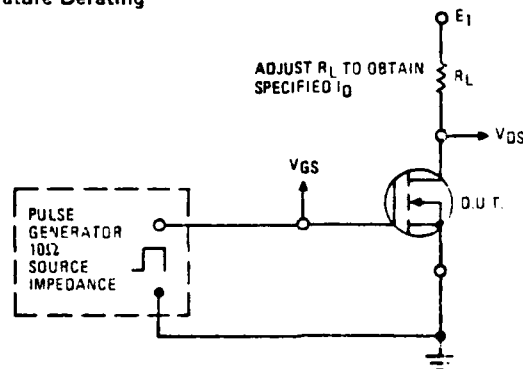 ature Derating
E1
ADJUST RL TO OBTAIN
SPECIFIED ID
RL
VDS
VGS
D.U.T.
PULSE
GENERATOR
10Ω
SOURCE
IMPEDANCE